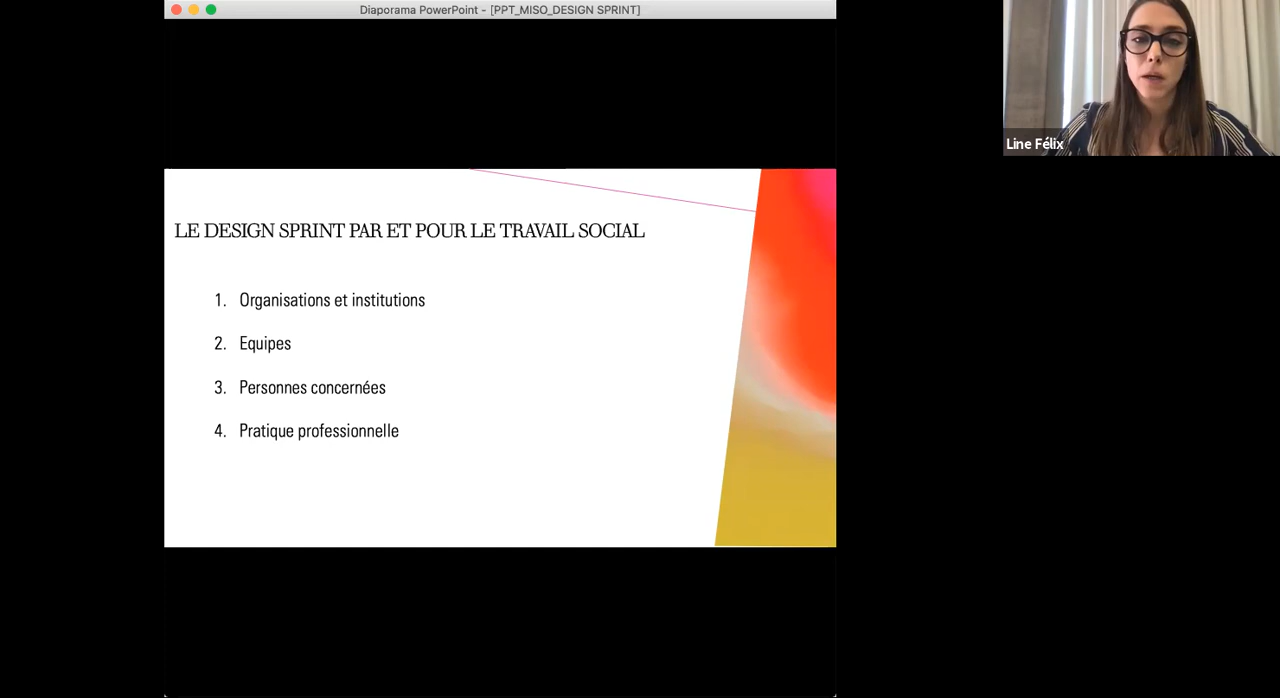 Diaporama PowerPoint - [PPT_MISO_DESIGN SPRINT]
Line Félix
LE DESIGN SPRINT PAR ET POUR LE TRAVAIL SOCIAL
1. Organisations et institutions
2. Equipes
3. Personnes concernées
4. Pratique professionnelle